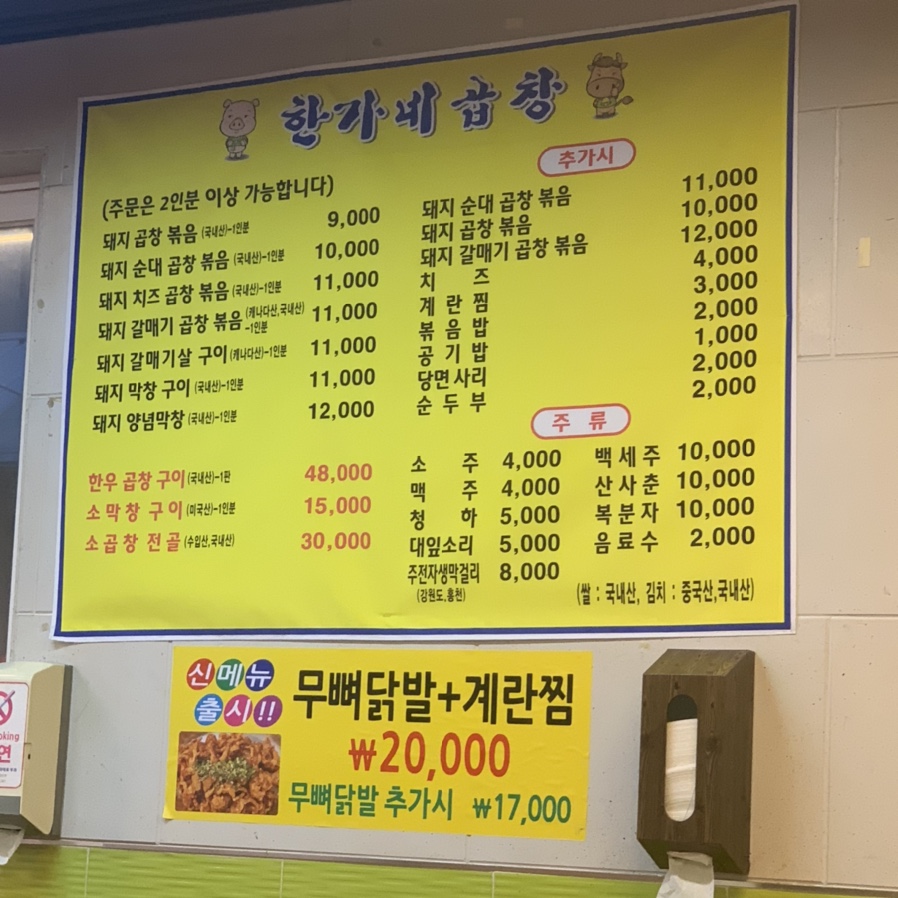 한가네곱창
(주문은 2인분 이상 가능합니다)
돼지 곱창 볶음 (국내산)-1인분 9,000
돼지 순대 곱창 볶음 (국내산)-1인분 10,000
돼지 치즈 곱창 볶음 (국내산)-1인분 11,000
돼지 갈매기 곱창 볶음 (캐나다산,국내산)-1인분 11,000
돼지 갈매기살 구이 (캐나다산)-1인분 11,000
돼지 막창 구이 (국내산)-1인분 11,000
돼지 양념막창 (국내산)-1인분 12,000
한우 곱창 구이 (국내산)-1판 48,000
소 막창 구이 (미국산)-1인분 15,000
소곱창 전골 (수입산,국내산) 30,000
추가시
돼지 순대 곱창 볶음 11,000
돼지 곱창 볶음 10,000
돼지 갈매기 곱창 볶음 12,000
치 즈 4,000
계 란 찜 3,000
볶 음 밥 2,000
공 기 밥 1,000
당면사리 2,000
순 두 부 2,000
주 류
소 주 4,000
맥 주 4,000
청 하 5,000
대잎소리 5,000
주전자생막걸리 8,000
(강원도,홍천)
백 세 주 10,000
산 사 춘 10,000
복 분 자 10,000
음 료 수 2,000
(쌀 : 국내산, 김치 : 중국산,국내산)
신메뉴
출시!!
무뼈닭발+계란찜
₩20,000
무뼈닭발 추가시 ₩17,000